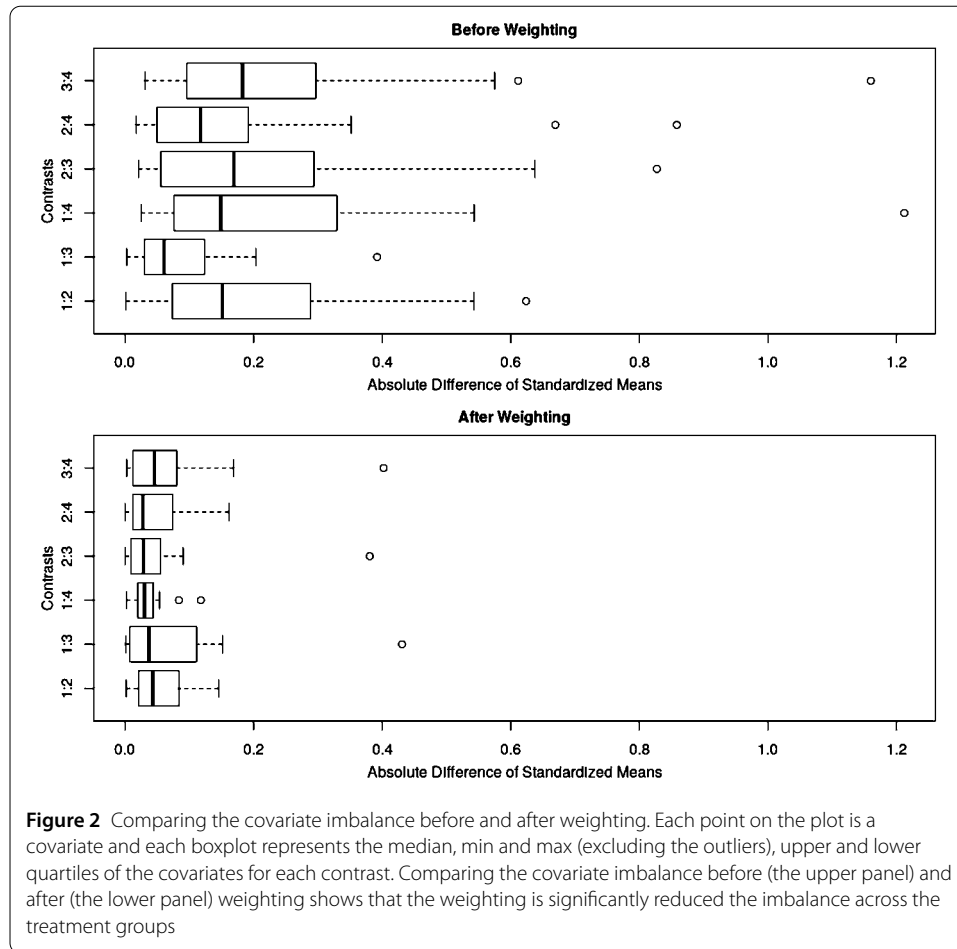 Before Weighting
3:4
2:4
2:3
1:4
1:3
1:2
Contrasts
0.0 0.2 0.4 0.6 0.8 1.0 1.2
Absolute Difference of Standardized Means
After Weighting
3:4
2:4
2:3
1:4
1:3
1:2
Contrasts
0.0 0.2 0.4 0.6 0.8 1.0 1.2
Absolute Difference of Standardized Means
Figure 2 Comparing the covariate imbalance before and after weighting. Each point on the plot is a
covariate and each boxplot represents the median, min and max (excluding the outliers), upper and lower
quartiles of the covariates for each contrast. Comparing the covariate imbalance before (the upper panel) and
after (the lower panel) weighting shows that the weighting is significantly reduced the imbalance across the
treatment groups